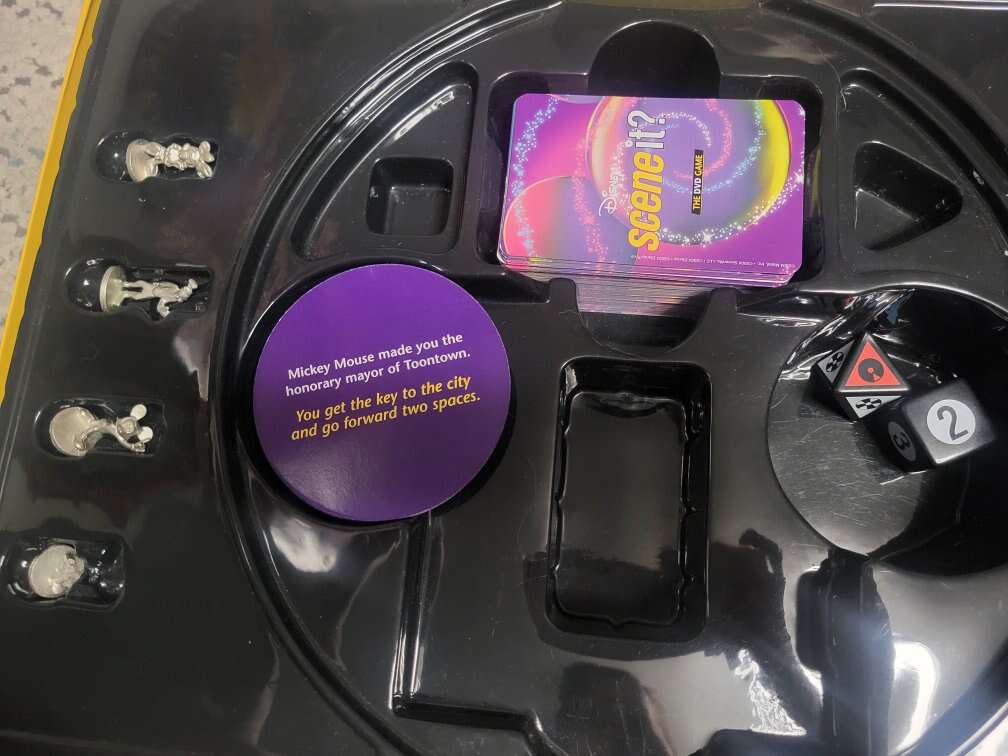 Disney
scene it?
THE DVD GAME
Mickey Mouse made you the
honorary mayor of Toontown.
You get the key to the city
and go forward two spaces.
2
3